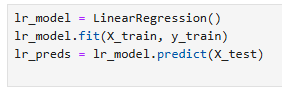 lr_model = LinearRegression()
lr_model.fit(X_train, y_train)
lr_preds = lr_model.predict(X_test)